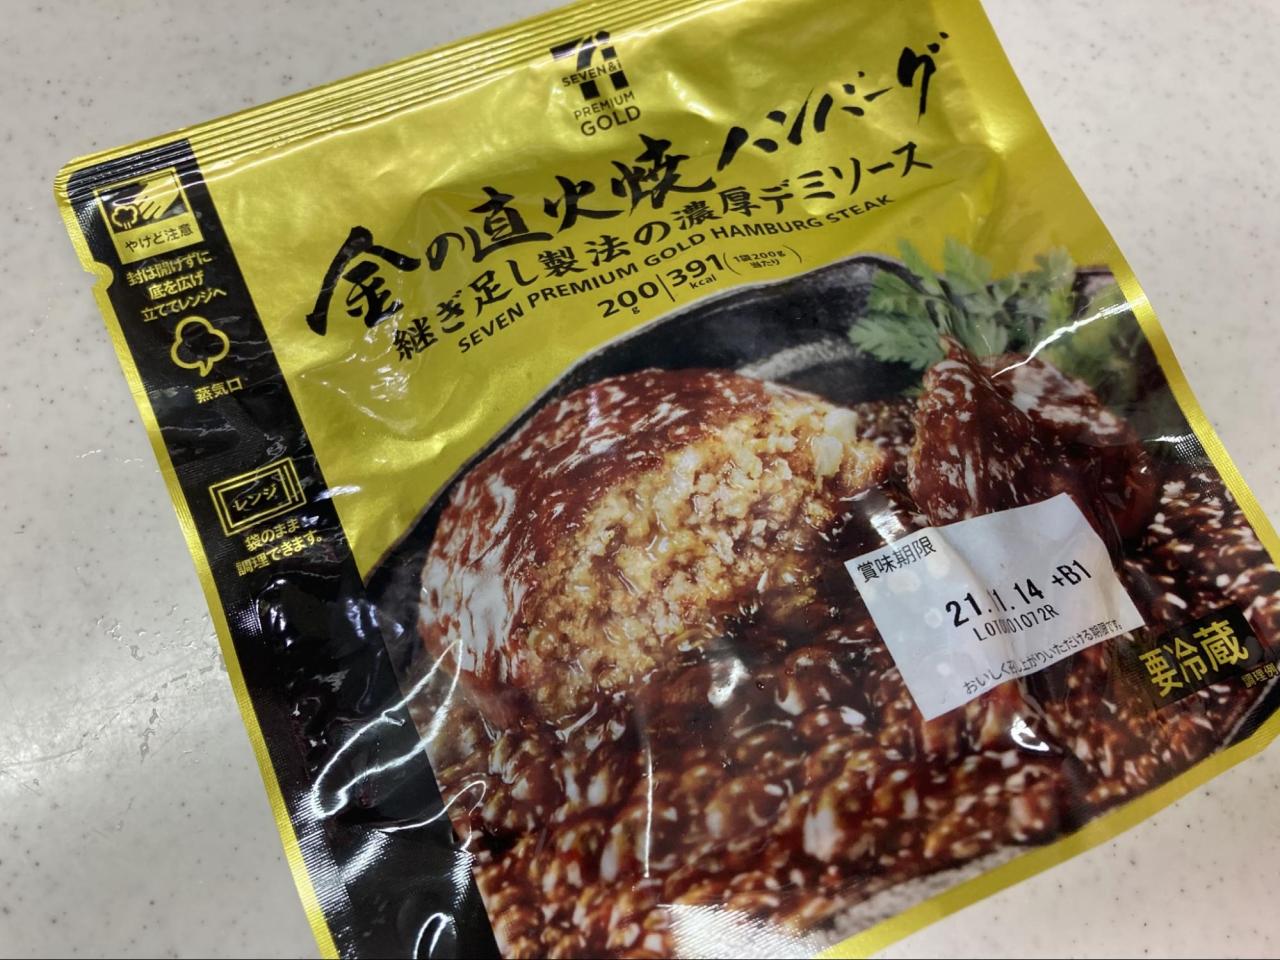 SEVEN&i
PREMIUM
GOLD
金の直火焼ハンバーグ
継ぎ足し製法の濃厚デミソース
SEVEN PREMIUM GOLD HAMBURG STEAK
200g 391kcal (1袋200g当たり)
やけど注意
封は開けずに
底を広げ
立ててレンジへ
蒸気口
レンジ
袋のまま
調理できます。
賞味期限
21.11.14 +B1
おいしく召し上がりいただける期限です。
要冷蔵
調理例